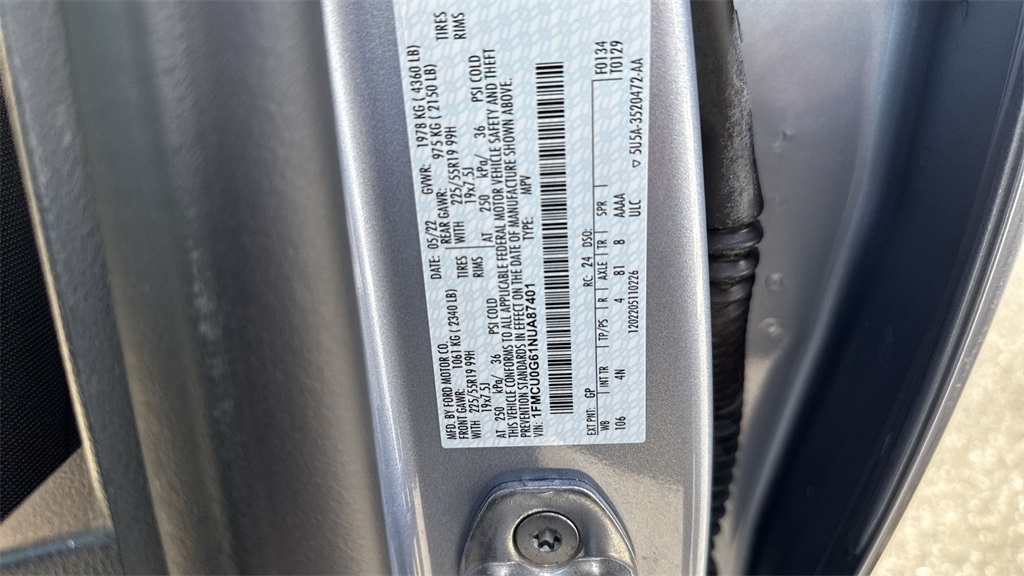 MFD. BY FORD MOTOR CO.
DATE: 05/22 GVWR: 1978 KG ( 4360 LB)
FRONT GAWR: 1061 KG ( 2340 LB) REAR GAWR: 975 KG ( 2150 LB)
WITH 225/55R19 99H TIRES WITH 225/55R19 99H TIRES
19x7.5J RIMS 19x7.5J RIMS
AT 250 kPa/ 36 PSI COLD AT 250 kPa/ 36 PSI COLD
THIS VEHICLE CONFORMS TO ALL APPLICABLE FEDERAL MOTOR VEHICLE SAFETY AND THEFT
PREVENTION STANDARDS IN EFFECT ON THE DATE OF MANUFACTURE SHOWN ABOVE.
VIN: 1FMCU0G61NUA87401 TYPE: MPV
F0134
T0129
EXT PNT: GP RC: 24 DSO:
WB INT TR TP/PS R AXLE TR SPR
106 4N 4 B1 8 AAAA
1202205110226 ULC
▽ 5U5A-3520472-AA